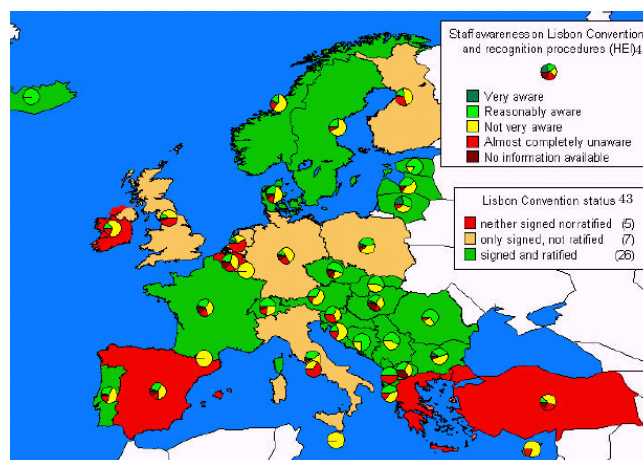 Staff awareness on Lisbon Convention
and recognition procedures (HEI)4
Very aware
Reasonably aware
Not very aware
Almost completely unaware
No information available
Lisbon Convention status 43
neither signed nor ratified (5)
only signed, not ratified (7)
signed and ratified (26)